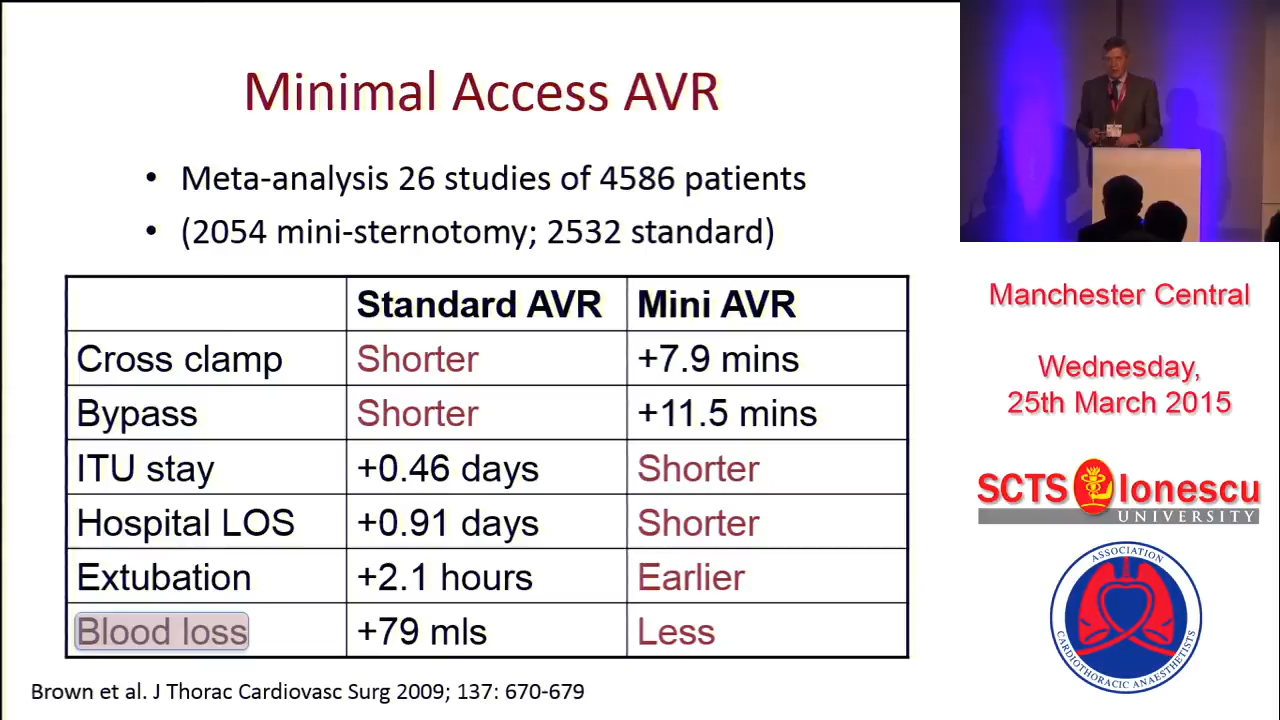 Minimal Access AVR
• Meta-analysis 26 studies of 4586 patients
• (2054 mini-sternotomy; 2532 standard)
Standard AVR Mini AVR
Cross clamp Shorter +7.9 mins
Bypass Shorter +11.5 mins
ITU stay +0.46 days Shorter
Hospital LOS +0.91 days Shorter
Extubation +2.1 hours Earlier
Blood loss +79 mls Less
Brown et al. J Thorac Cardiovasc Surg 2009; 137: 670-679
Manchester Central
Wednesday,
25th March 2015
SCTS Ionescu
UNIVERSITY
ASSOCIATION
CARDIOTHORACIC ANAESTHETISTS